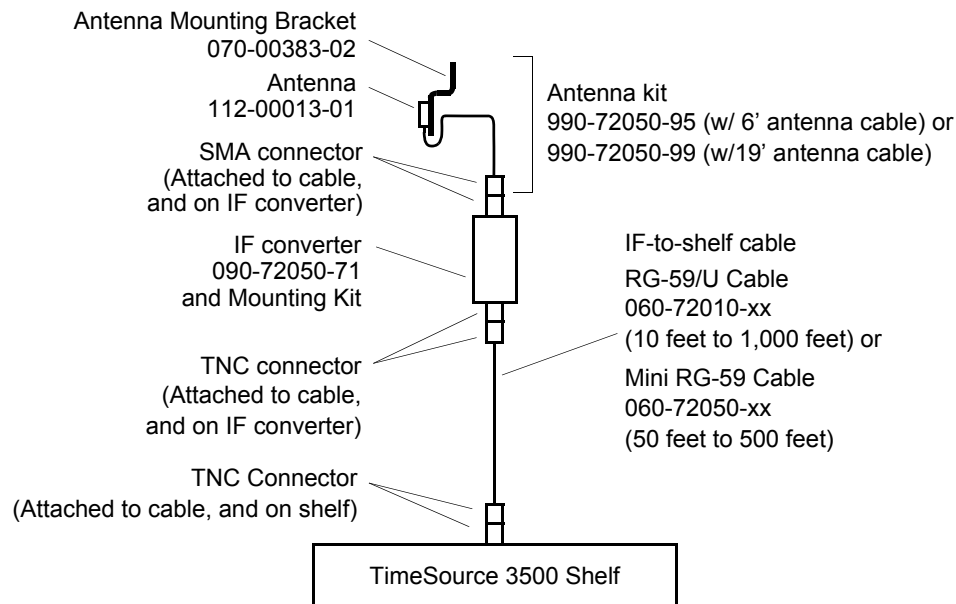 Antenna Mounting Bracket
070-00383-02
Antenna
112-00013-01
SMA connector
(Attached to cable,
and on IF converter)
IF converter
090-72050-71
and Mounting Kit
TNC connector
(Attached to cable,
and on IF converter)
TNC Connector
(Attached to cable, and on shelf)
Antenna kit
990-72050-95 (w/ 6’ antenna cable) or
990-72050-99 (w/19’ antenna cable)
IF-to-shelf cable
RG-59/U Cable
060-72010-xx
(10 feet to 1,000 feet) or
Mini RG-59 Cable
060-72050-xx
(50 feet to 500 feet)
TimeSource 3500 Shelf